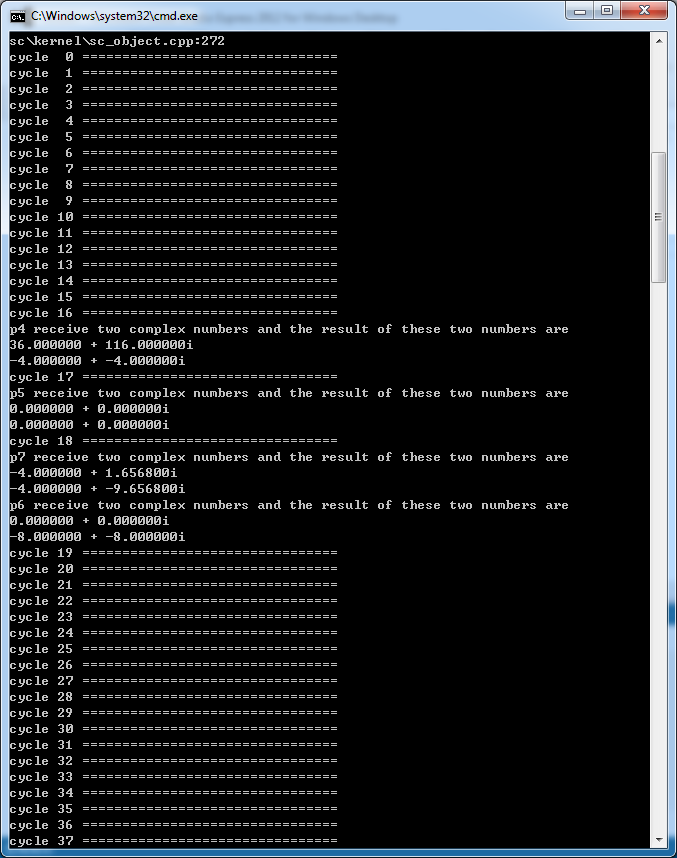 C:\Windows\system32\cmd.exe
sc\kernel\sc_object.cpp:272
cycle  0 ================================
cycle  1 ================================
cycle  2 ================================
cycle  3 ================================
cycle  4 ================================
cycle  5 ================================
cycle  6 ================================
cycle  7 ================================
cycle  8 ================================
cycle  9 ================================
cycle 10 ================================
cycle 11 ================================
cycle 12 ================================
cycle 13 ================================
cycle 14 ================================
cycle 15 ================================
cycle 16 ================================
p4 receive two complex numbers and the result of these two numbers are
36.000000 + 116.000000i
-4.000000 + -4.000000i
cycle 17 ================================
p5 receive two complex numbers and the result of these two numbers are
0.000000 + 0.000000i
0.000000 + 0.000000i
cycle 18 ================================
p7 receive two complex numbers and the result of these two numbers are
-4.000000 + 1.656800i
-4.000000 + -9.656800i
p6 receive two complex numbers and the result of these two numbers are
0.000000 + 0.000000i
-8.000000 + -8.000000i
cycle 19 ================================
cycle 20 ================================
cycle 21 ================================
cycle 22 ================================
cycle 23 ================================
cycle 24 ================================
cycle 25 ================================
cycle 26 ================================
cycle 27 ================================
cycle 28 ================================
cycle 29 ================================
cycle 30 ================================
cycle 31 ================================
cycle 32 ================================
cycle 33 ================================
cycle 34 ================================
cycle 35 ================================
cycle 36 ================================
cycle 37 ================================